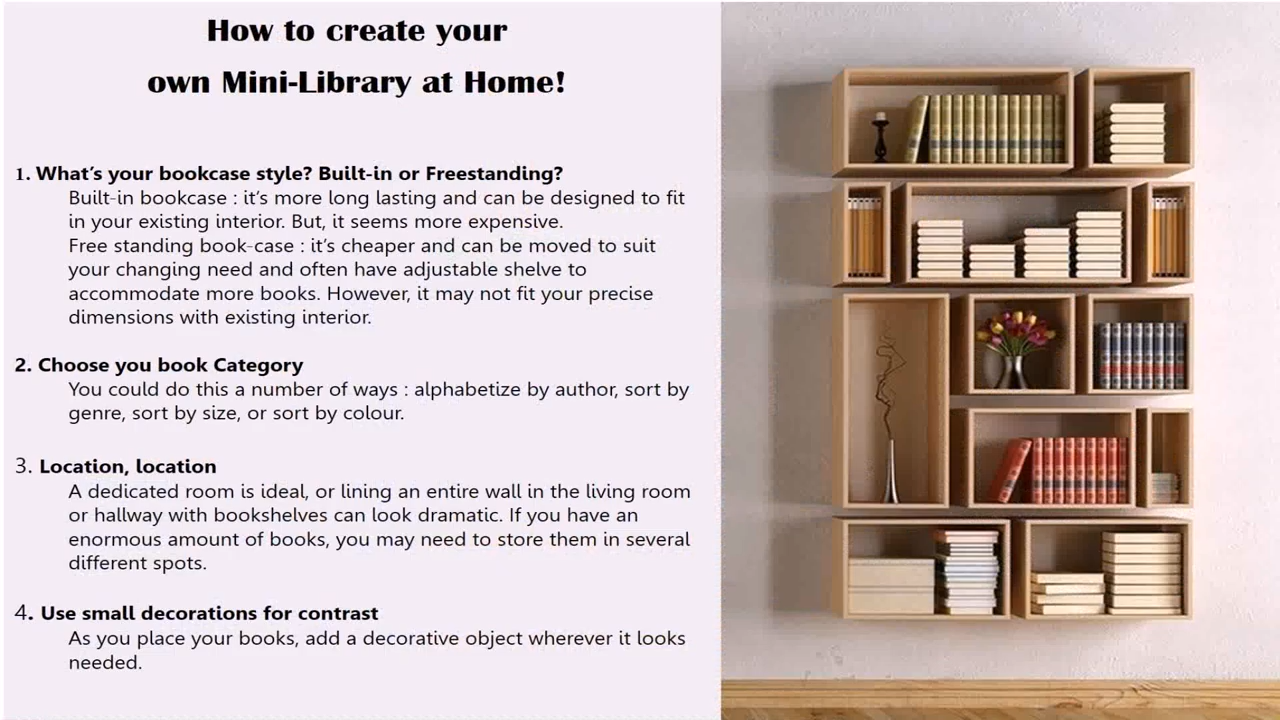 How to create your
own Mini-Library at Home!
1. What's your bookcase style? Built-in or Freestanding?
Built-in bookcase : it's more long lasting and can be designed to fit
in your existing interior. But, it seems more expensive.
Free standing book-case : it's cheaper and can be moved to suit
your changing need and often have adjustable shelve to
accommodate more books. However, it may not fit your precise
dimensions with existing interior.
2. Choose you book Category
You could do this a number of ways : alphabetize by author, sort by
genre, sort by size, or sort by colour.
3. Location, location
A dedicated room is ideal, or lining an entire wall in the living room
or hallway with bookshelves can look dramatic. If you have an
enormous amount of books, you may need to store them in several
different spots.
4. Use small decorations for contrast
As you place your books, add a decorative object wherever it looks
needed.